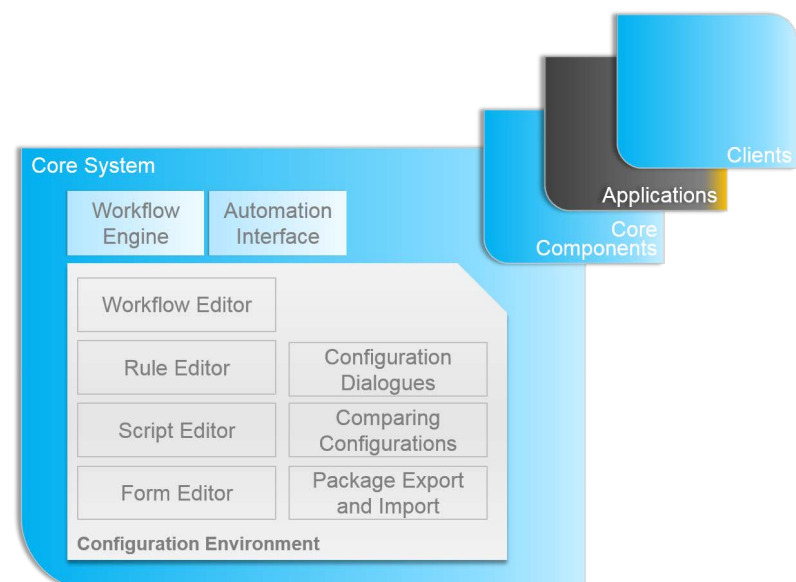 Clients
Applications
Core
Components
Core System
Workflow
Engine
Automation
Interface
Workflow Editor
Rule Editor
Script Editor
Form Editor
Configuration
Dialogues
Comparing
Configurations
Package Export
and Import
Configuration Environment